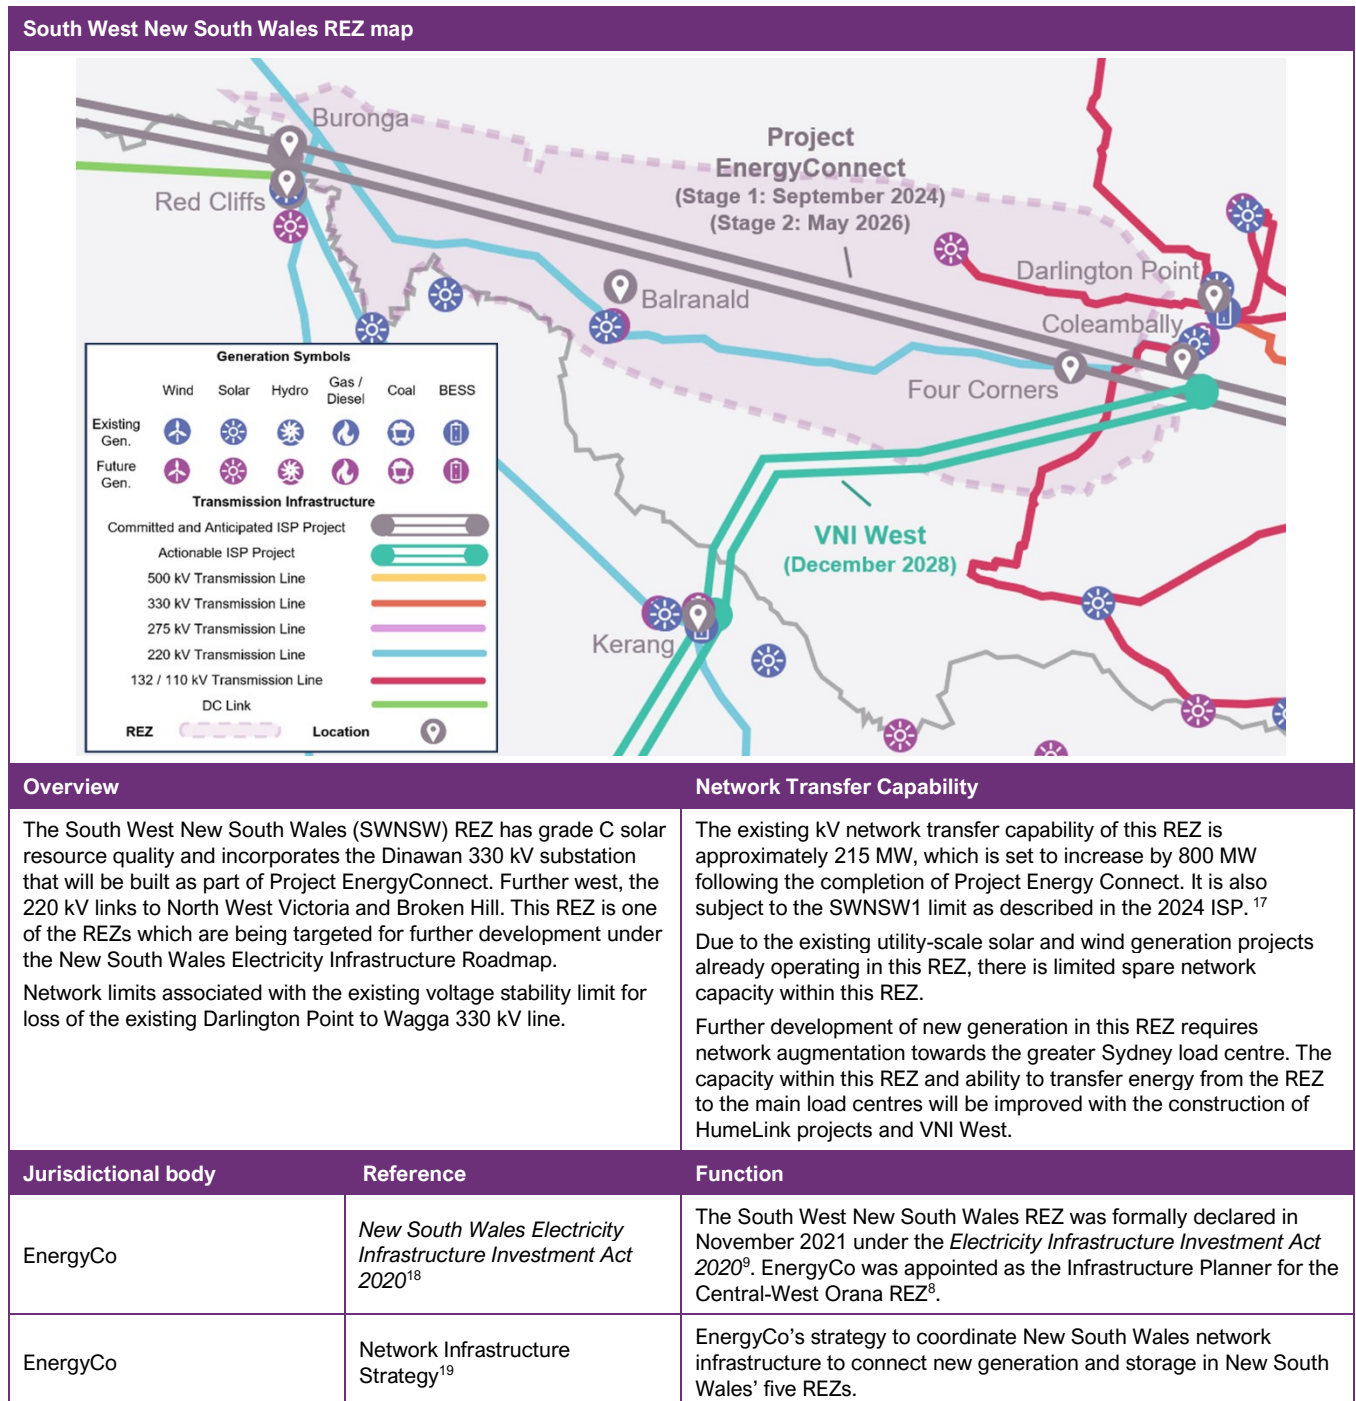 South West New South Wales REZ map
Buronga
Red Cliffs
Project
EnergyConnect
(Stage 1: September 2024)
(Stage 2: May 2026)
Balranald
Darlington Point
Coleambally
Four Corners
VNI West
(December 2028)
Kerang
Generation Symbols
Wind Solar Hydro Gas / Diesel Coal BESS
Existing Gen.
Future Gen.
Transmission Infrastructure
Committed and Anticipated ISP Project
Actionable ISP Project
500 kV Transmission Line
330 kV Transmission Line
275 kV Transmission Line
220 kV Transmission Line
132 / 110 kV Transmission Line
DC Link
REZ Location
Overview
The South West New South Wales (SWNSW) REZ has grade C solar
resource quality and incorporates the Dinawan 330 kV substation
that will be built as part of Project EnergyConnect. Further west, the
220 kV links to North West Victoria and Broken Hill. This REZ is one
of the REZs which are being targeted for further development under
the New South Wales Electricity Infrastructure Roadmap.
Network limits associated with the existing voltage stability limit for
loss of the existing Darlington Point to Wagga 330 kV line.
Network Transfer Capability
The existing kV network transfer capability of this REZ is
approximately 215 MW, which is set to increase by 800 MW
following the completion of Project Energy Connect. It is also
subject to the SWNSW1 limit as described in the 2024 ISP. 17
Due to the existing utility-scale solar and wind generation projects
already operating in this REZ, there is limited spare network
capacity within this REZ.
Further development of new generation in this REZ requires
network augmentation towards the greater Sydney load centre. The
capacity within this REZ and ability to transfer energy from the REZ
to the main load centres will be improved with the construction of
HumeLink projects and VNI West.
Jurisdictional body Reference Function
EnergyCo
New South Wales Electricity
Infrastructure Investment Act
202018
The South West New South Wales REZ was formally declared in
November 2021 under the Electricity Infrastructure Investment Act
20209. EnergyCo was appointed as the Infrastructure Planner for the
Central-West Orana REZ8.
EnergyCo
Network Infrastructure
Strategy19
EnergyCo's strategy to coordinate New South Wales network
infrastructure to connect new generation and storage in New South
Wales' five REZs.